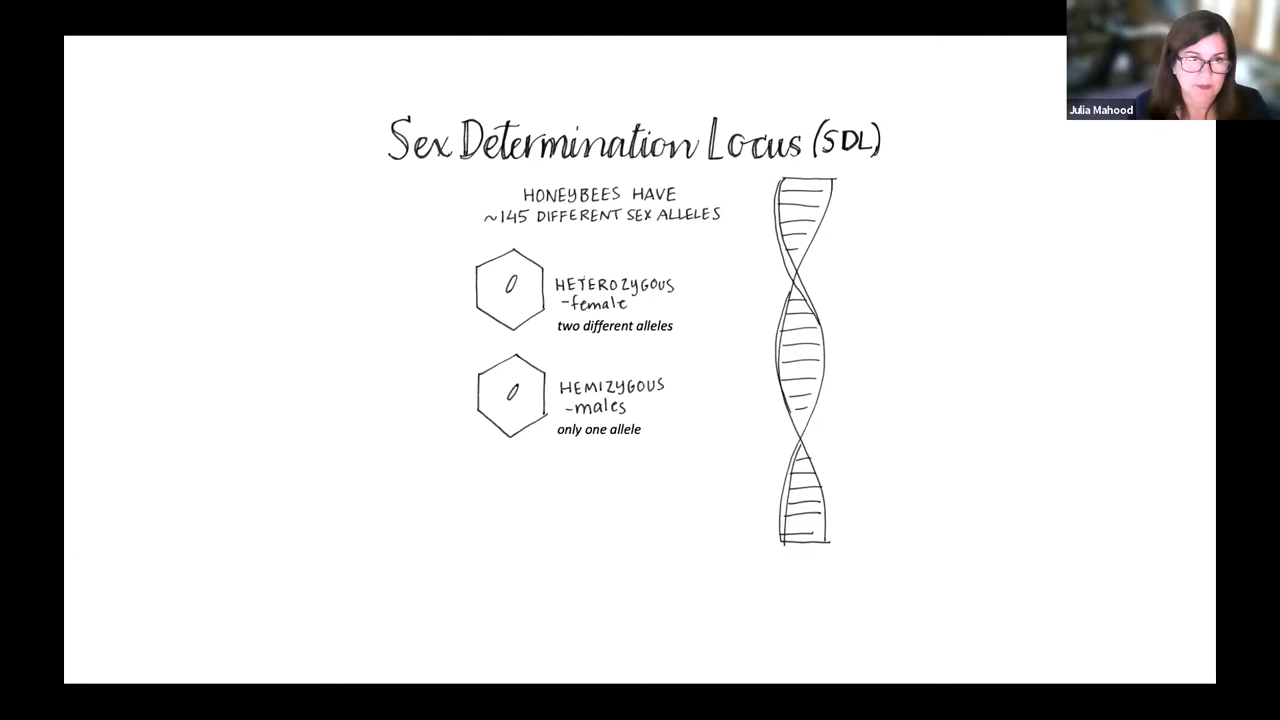 Julia Mahood
Sex Determination Locus (SDL)
HONEYBEES HAVE
~145 DIFFERENT SEX ALLELES
HETEROZYGOUS
-female
two different alleles
HEMIZYGOUS
-males
only one allele